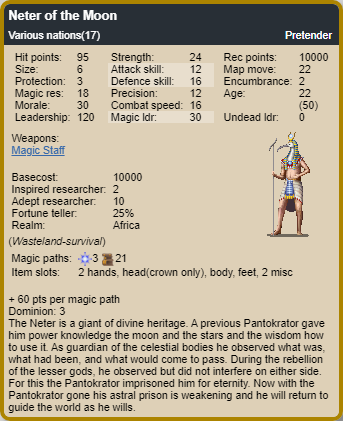 Neter of the Moon
Various nations(17) Pretender
Hit points: 95 Strength: 24 Rec points: 10000
Size: 6 Attack skill: 12 Map move: 22
Protection: 3 Defence skill: 16 Encumbrance: 2
Magic res: 18 Precision: 12 Age: 22
Morale: 30 Combat speed: 16 (50)
Leadership: 120 Magic ldr: 30 Undead ldr: 0
Weapons:
Magic Staff
Basecost: 10000
Inspired researcher: 2
Adept researcher: 10
Fortune teller: 25%
Realm: Africa
(Wasteland-survival)
Magic paths: 3 21
Item slots: 2 hands, head(crown only), body, feet, 2 misc
+ 60 pts per magic path
Dominion: 3
The Neter is a giant of divine heritage. A previous Pantokrator gave
him power knowledge the moon and the stars and the wisdom how
to use it. As guardian of the celestial bodies he observed what was,
what had been, and what would come to pass. During the rebellion
of the lesser gods, he observed but did not interfere on either side.
For this the Pantokrator imprisoned him for eternity. Now with the
Pantokrator gone his astral prison is weakening and he will return to
guide the world as he wills.